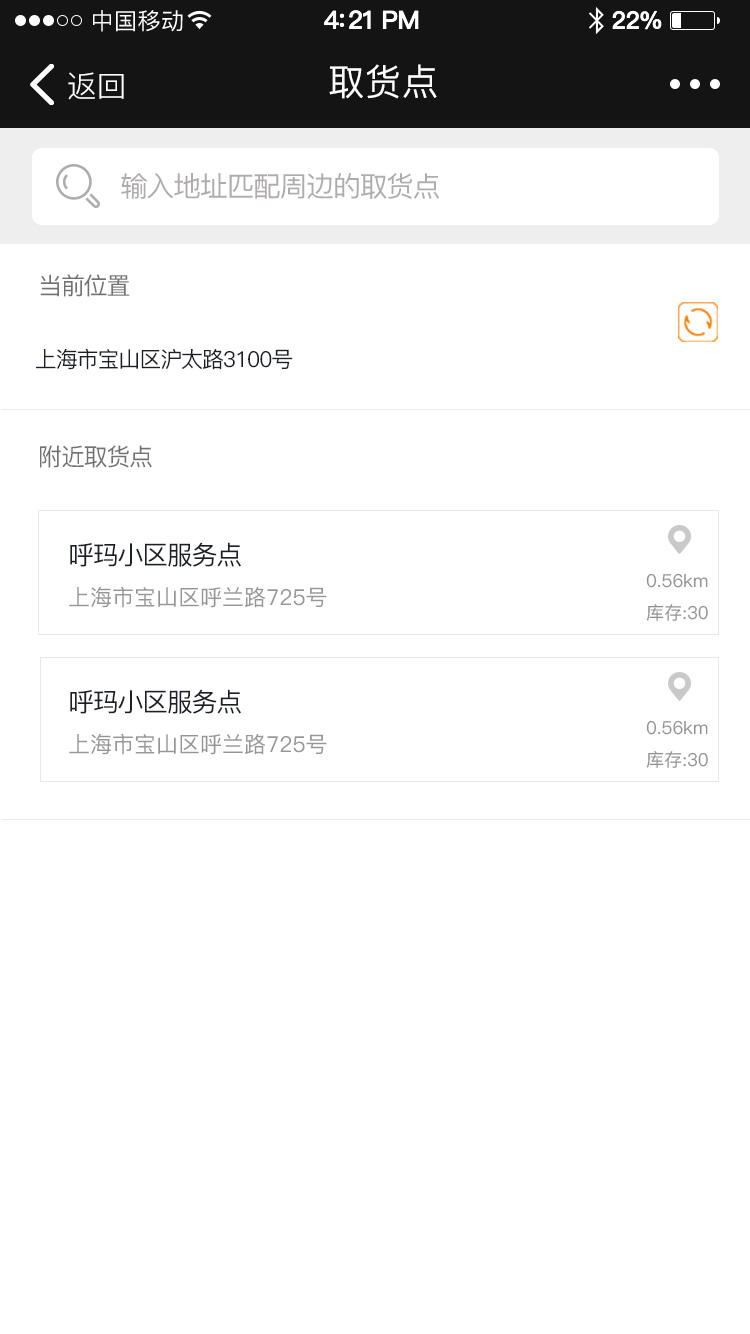 中国移动 4:21 PM 22%
返回 取货点
输入地址匹配周边的取货点
当前位置
上海市宝山区沪太路3100号
附近取货点
呼玛小区服务点
上海市宝山区呼兰路725号
0.56km
库存:30
呼玛小区服务点
上海市宝山区呼兰路725号
0.56km
库存:30